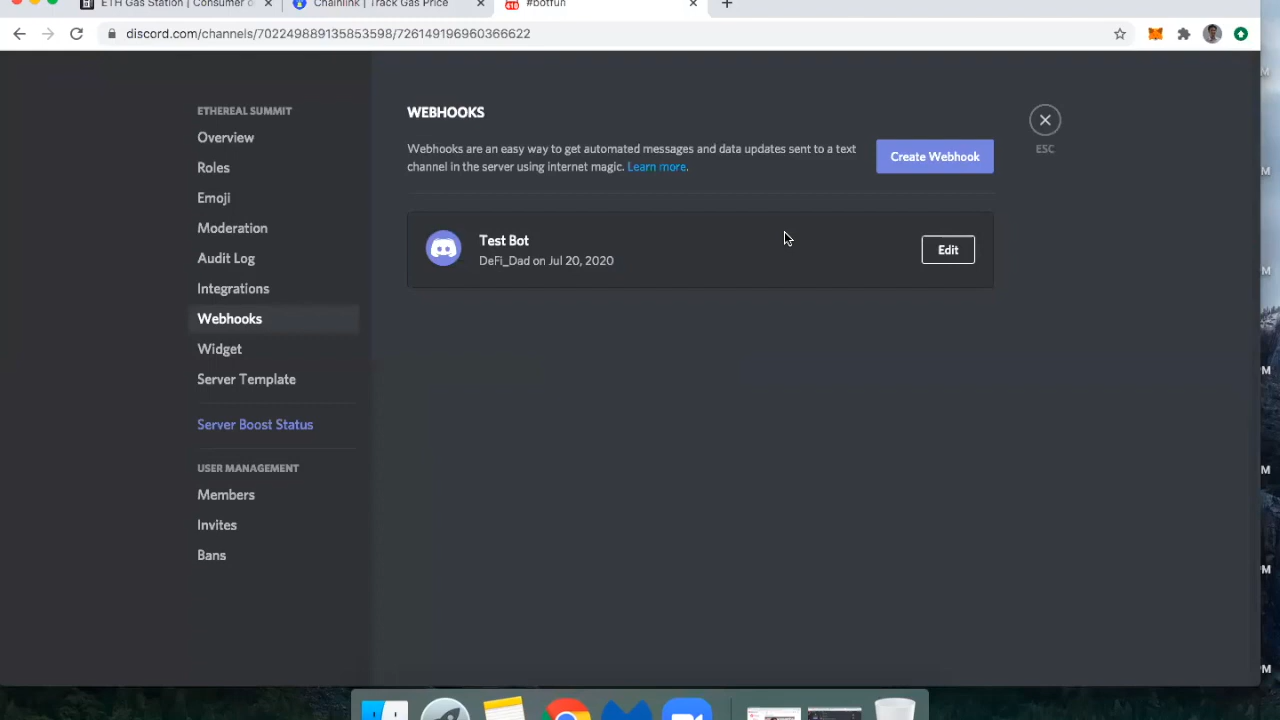 ETH Gas Station | Consumer o
Chainlink | Track Gas Price
#botfun
discord.com/channels/702249889135853598/726149196960366622
ETHEREAL SUMMIT
Overview
Roles
Emoji
Moderation
Audit Log
Integrations
Webhooks
Widget
Server Template
Server Boost Status
USER MANAGEMENT
Members
Invites
Bans
WEBHOOKS
Webhooks are an easy way to get automated messages and data updates sent to a text
channel in the server using internet magic. Learn more.
Create Webhook
ESC
Test Bot
DeFi_Dad on Jul 20, 2020
Edit